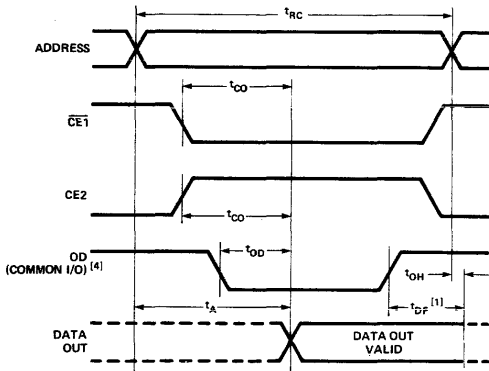 tRC
ADDRESS
tCO
CE1
CE2
tCO
OD
(COMMON I/O) [4]
tOD
tOH
tA
tDF [1]
DATA
OUT
DATA OUT
VALID